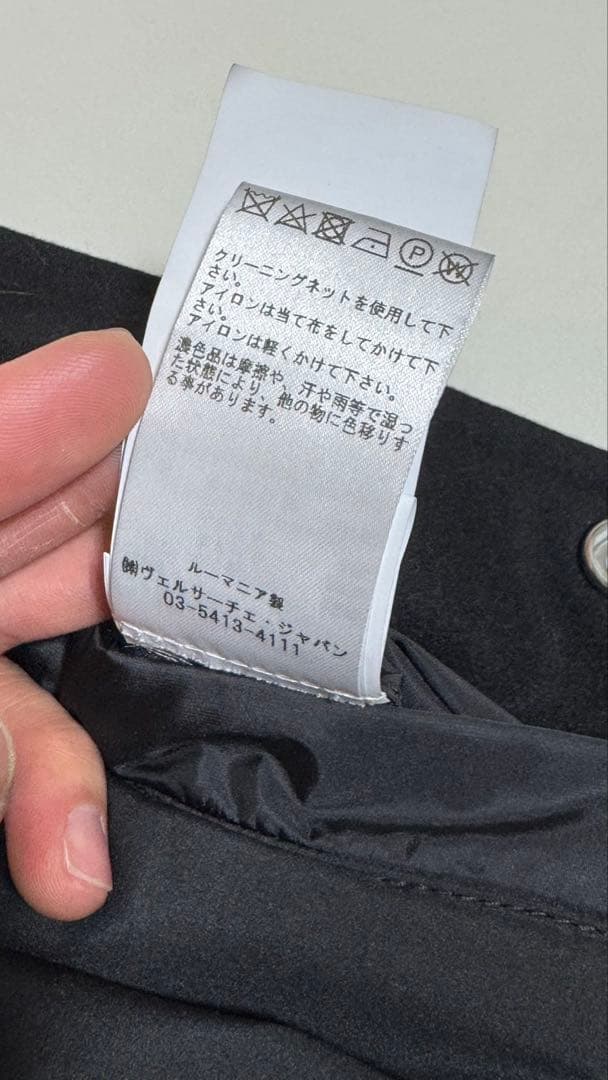 P W
クリーニングネットを使用して下
さい。
アイロンは当て布をしてかけて下
さい。
アイロンは軽くかけて下さい。
濃色品は摩擦や、汗や雨等で湿っ
た状態により、他の物に色移りす
る事があります。
ルーマニア製
㈱ヴェルサーチェ・ジャパン
03-5413-4111